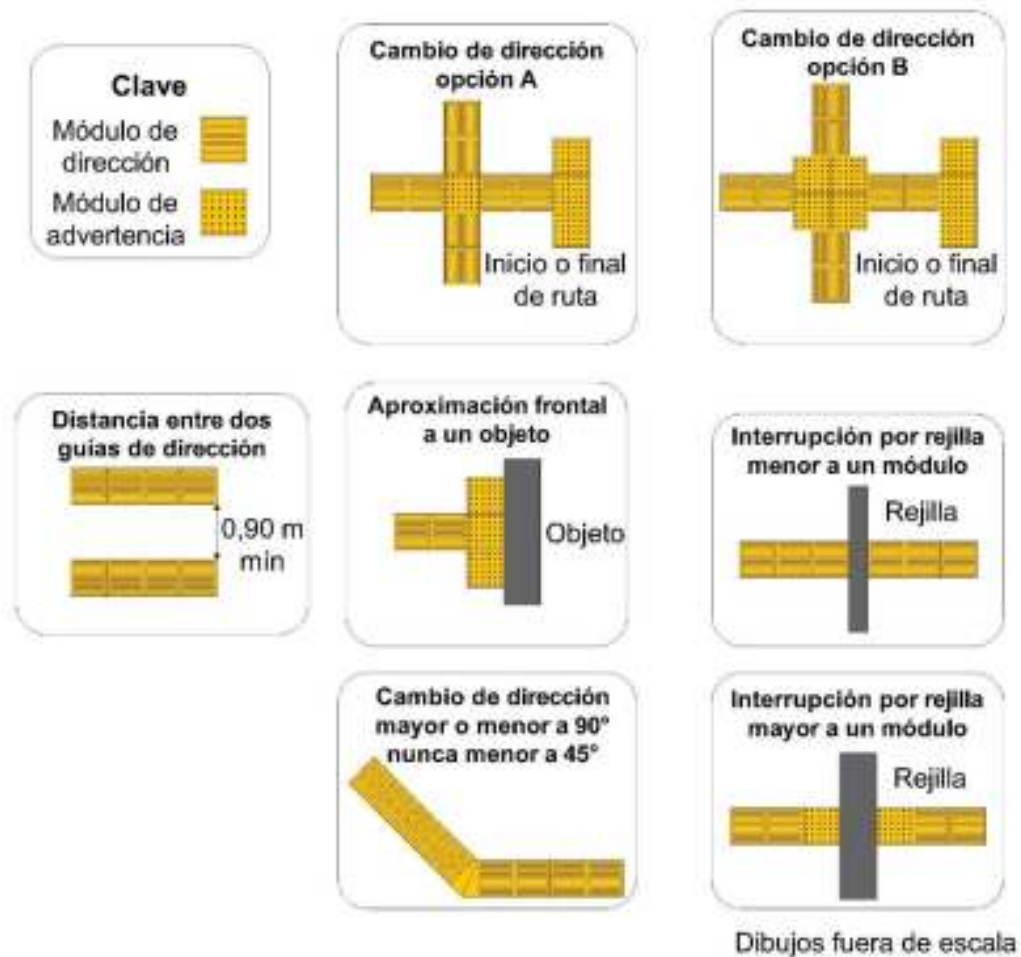 Clave
Módulo de
dirección
Módulo de
advertencia
Cambio de dirección
opción A
Inicio o final
de ruta
Cambio de dirección
opción B
Inicio o final
de ruta
Distancia entre dos
guías de dirección
0,90 m
min
Aproximación frontal
a un objeto
Objeto
Interrupción por rejilla
menor a un módulo
Rejilla
Cambio de dirección
mayor o menor a 90°
nunca menor a 45°
Interrupción por rejilla
mayor a un módulo
Rejilla
Dibujos fuera de escala